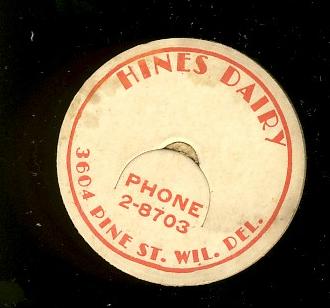 HINES DAIRY
PHONE
2-8703
3604 PINE ST. WIL. DEL.